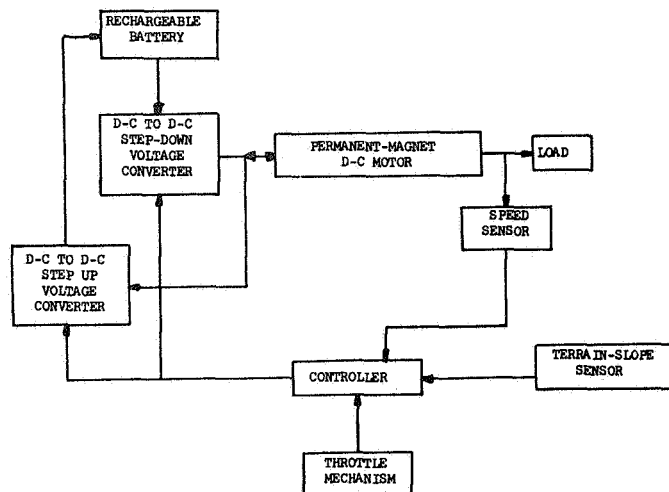 RECHARGEABLE
BATTERY
D-C TO D-C
STEP-DOWN
VOLTAGE
CONVERTER
PERMANENT-MAGNET
D-C MOTOR
LOAD
SPEED
SENSOR
D-C TO D-C
STEP UP
VOLTAGE
CONVERTER
CONTROLLER
TERRAIN-SLOPE
SENSOR
THROTTLE
MECHANISM